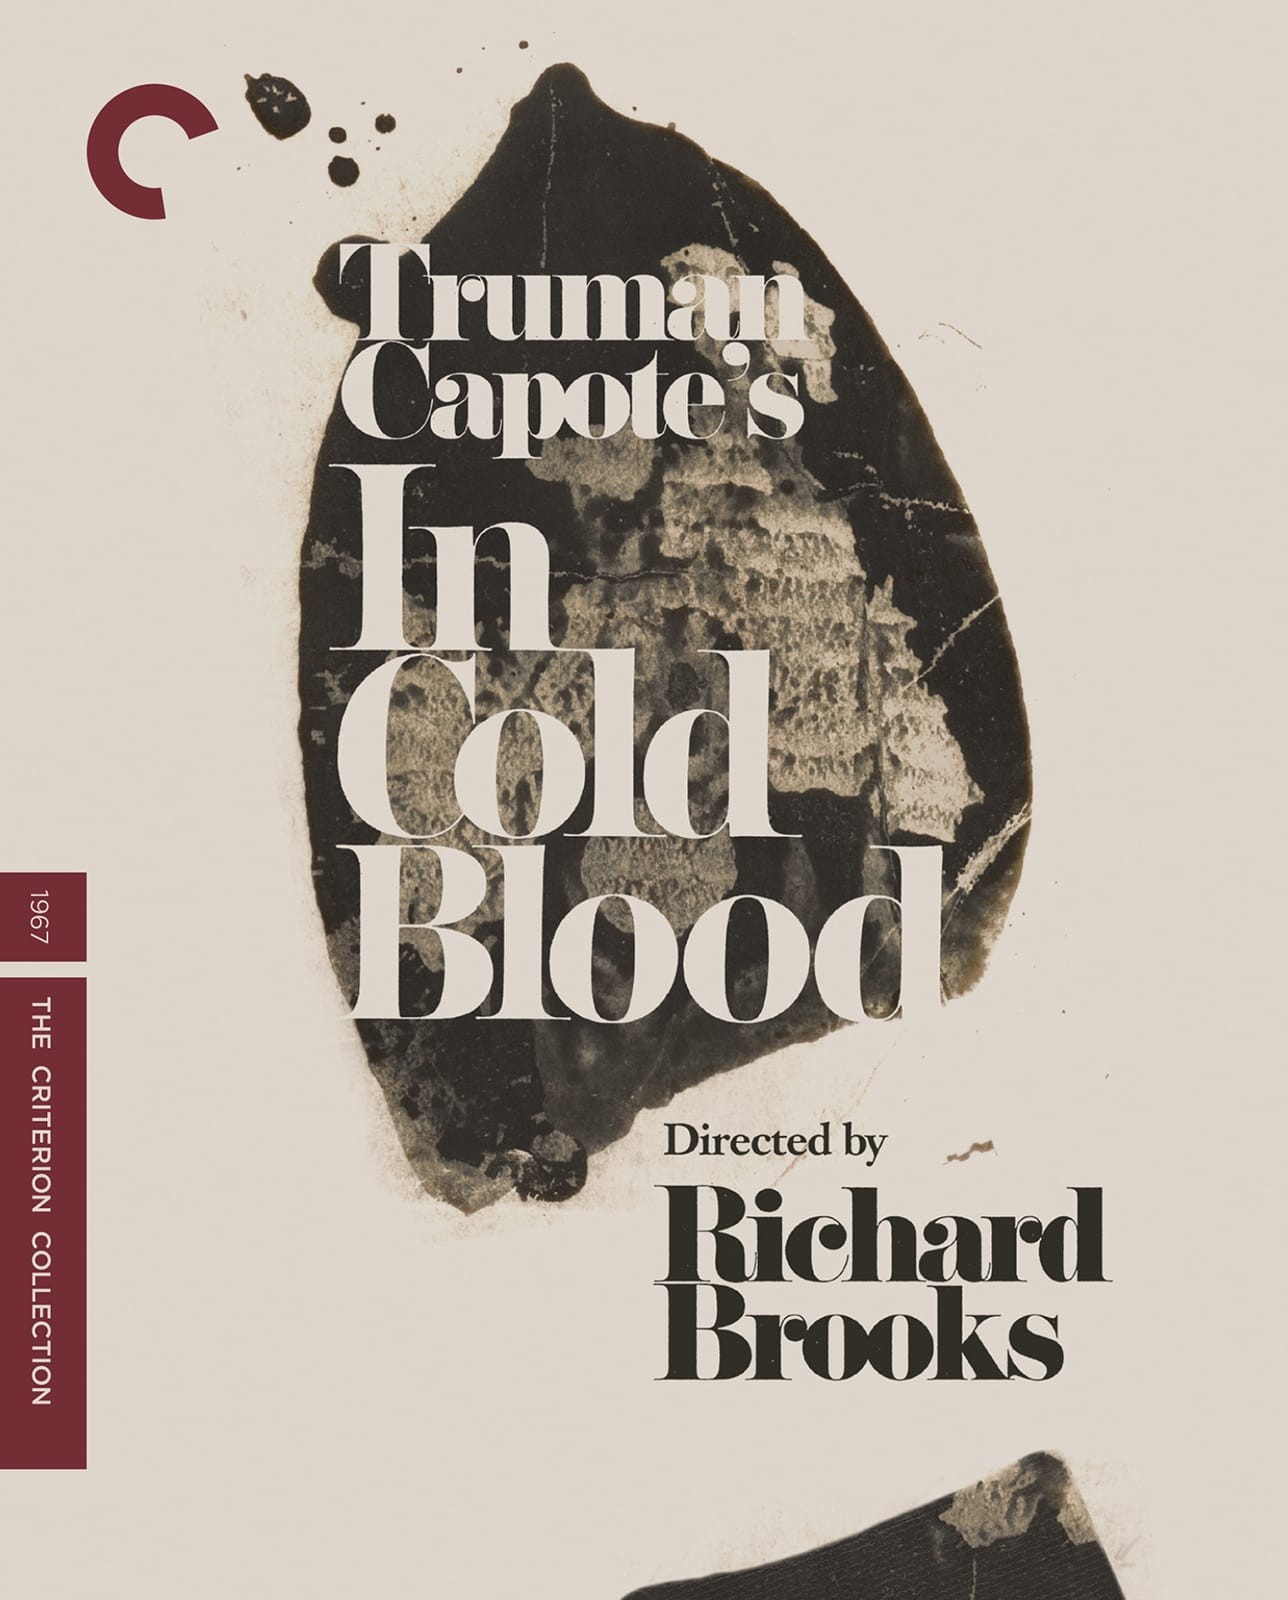 Truman
Capote's
In
Cold
Blood
Directed by
Richard
Brooks
1967
THE CRITERION COLLECTION